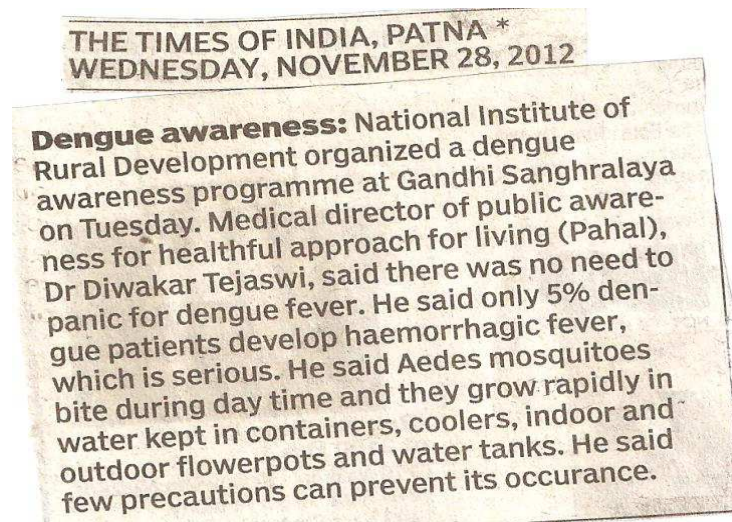 THE TIMES OF INDIA, PATNA *
WEDNESDAY, NOVEMBER 28, 2012
Dengue awareness: National Institute of
Rural Development organized a dengue
awareness programme at Gandhi Sanghralaya
on Tuesday. Medical director of public aware-
ness for healthful approach for living (Pahal),
Dr Diwakar Tejaswi, said there was no need to
panic for dengue fever. He said only 5% den-
gue patients develop haemorrhagic fever,
which is serious. He said Aedes mosquitoes
bite during day time and they grow rapidly in
water kept in containers, coolers, indoor and
outdoor flowerpots and water tanks. He said
few precautions can prevent its occurance.